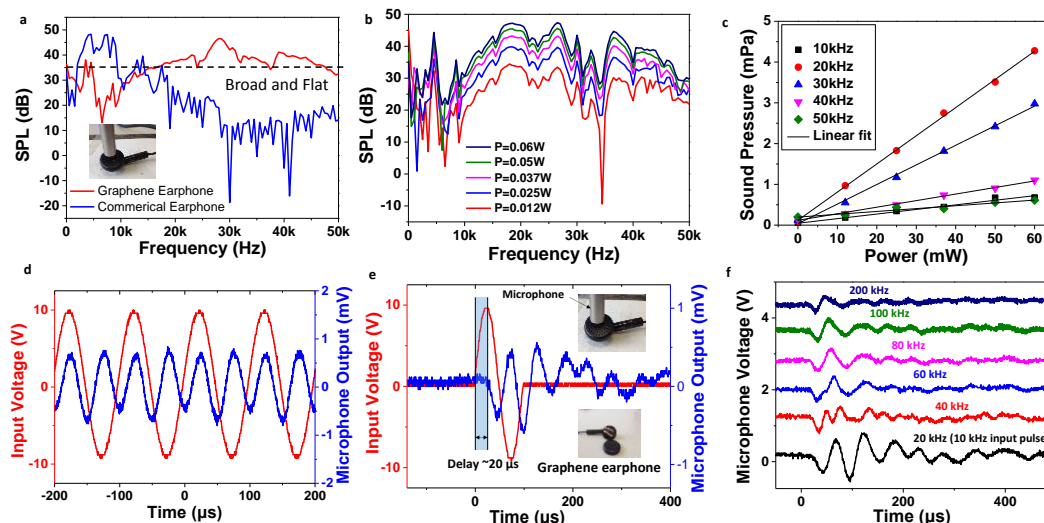 a
50
40
30
20
10
0
-10
-20
SPL (dB)
Broad and Flat
Graphene Earphone
Commerical Earphone
0 10k 20k 30k 40k 50k
Frequency (Hz)
b
50
40
30
20
10
0
-10
SPL (dB)
P=0.06W
P=0.05W
P=0.037W
P=0.025W
P=0.012W
0 10k 20k 30k 40k 50k
Frequency (Hz)
c
5
4
3
2
1
0
Sound Pressure (mPa)
10kHz
20kHz
30kHz
40kHz
50kHz
Linear fit
0 10 20 30 40 50 60
Power (mW)
d
10
0
-10
Input Voltage (V)
2
1
0
-1
-2
Microphone Output (mV)
-200 -100 0 100 200
Time (µs)
e
10
0
-10
Input Voltage (V)
Microphone
Delay ~20 µs
Graphene earphone
1
0
-1
Microphone Output (mV)
0 200 400
Time (µs)
f
4
2
0
Microphone Voltage (V)
200 kHz
100 kHz
80 kHz
60 kHz
40 kHz
20 kHz (10 kHz input pulse
0 200 400
Time (µs)